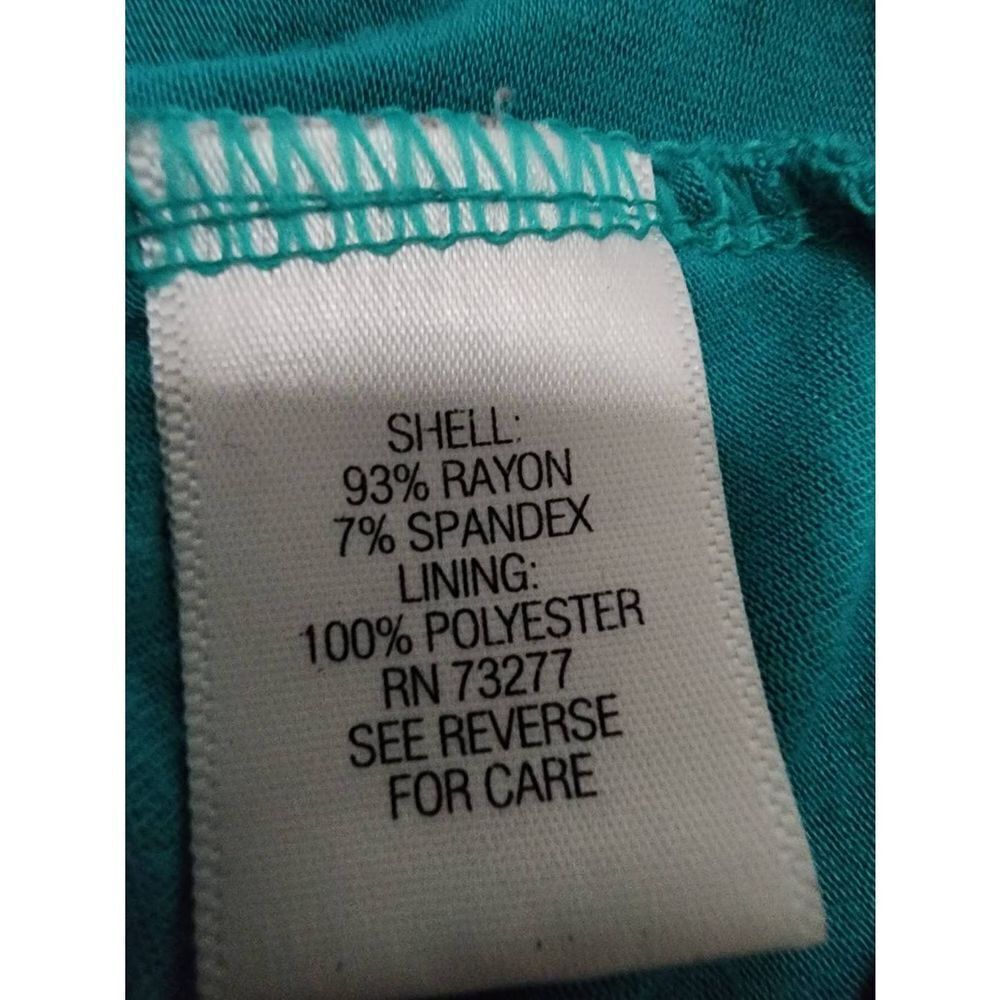 SHELL:
93% RAYON
7% SPANDEX
LINING:
100% POLYESTER
RN 73277
SEE REVERSE
FOR CARE